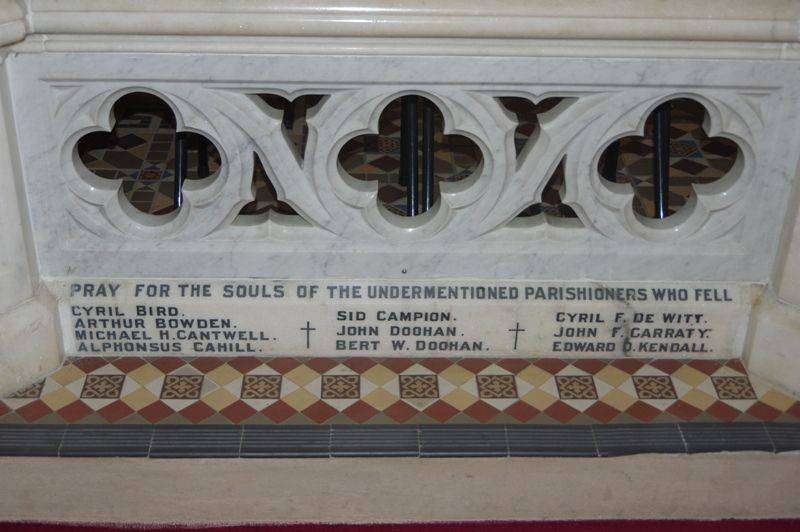 PRAY FOR THE SOULS OF THE UNDERMENTIONED PARISHIONERS WHO FELL
CYRIL BIRD.
ARTHUR BOWDEN.
MICHAEL H. CANTWELL.
ALPHONSUS CAHILL.
SID CAMPION.
JOHN DOOHAN.
BERT W. DOOHAN.
CYRIL F. DE WITT.
JOHN F. GARRATY.
EDWARD J. KENDALL.